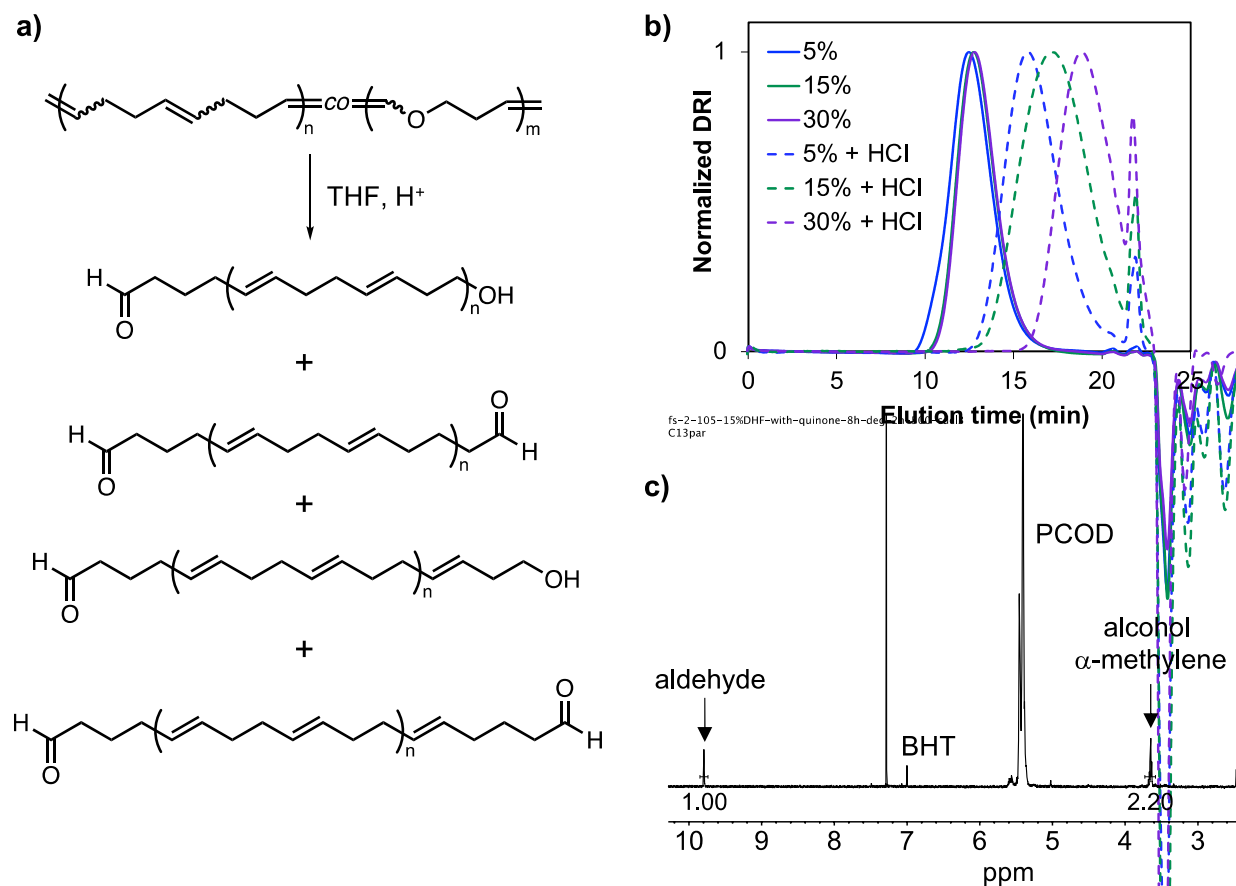 a)
n
CO
O
m
THF, H⁺
H
O
n
OH
+
H
O
n
O
H
+
H
O
n
OH
+
H
O
n
O
H
b)
Normalized DRI
1
0
5%
15%
30%
5% + HCl
15% + HCl
30% + HCl
0 5 10 15 20 25
Elution time (min)
C13par
c)
PCOD
alcohol
α-methylene
aldehyde
BHT
1.00
2.20
10 9 8 7 6 5 4 3
ppm